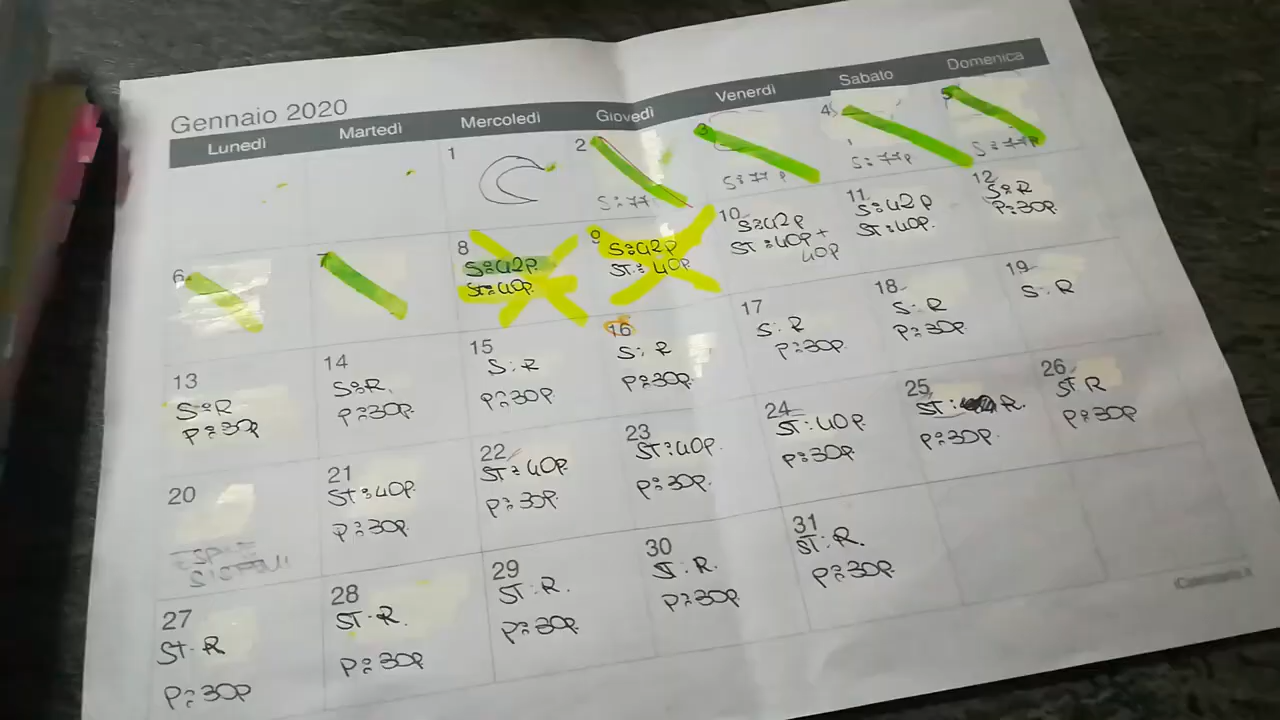 Gennaio 2020
Lunedì Martedì Mercoledì Giovedì Venerdì Sabato Domenica
1
2
S:77
3
S:77P
4
S:77P
5
S:77P
6
7
8
S:42P
ST:40P
9
S:42P
ST:40P
10
S:42P
ST:40P+
40P
11
S:42P
ST:40P.
12
S:R
P:30P.
13
S:R
P:30P
14
S:R.
P:30P.
15
S:R
P:30P.
16
S:R
P:30P.
17
S:R
P:30P.
18
S:R
P:30P.
19
S:R
20
21
ST:40P.
P:30P.
22
ST:40P.
P:30P.
23
ST:40P.
P:30P.
24
ST:40P.
P:30P.
25
ST: R.
P:30P.
26
ST:R
P:30P
27
ST:R
P:30P
28
ST:R.
P:30P
29
ST:R.
P:30P.
30
ST:R.
P:30P.
31
ST:R.
P:30P.